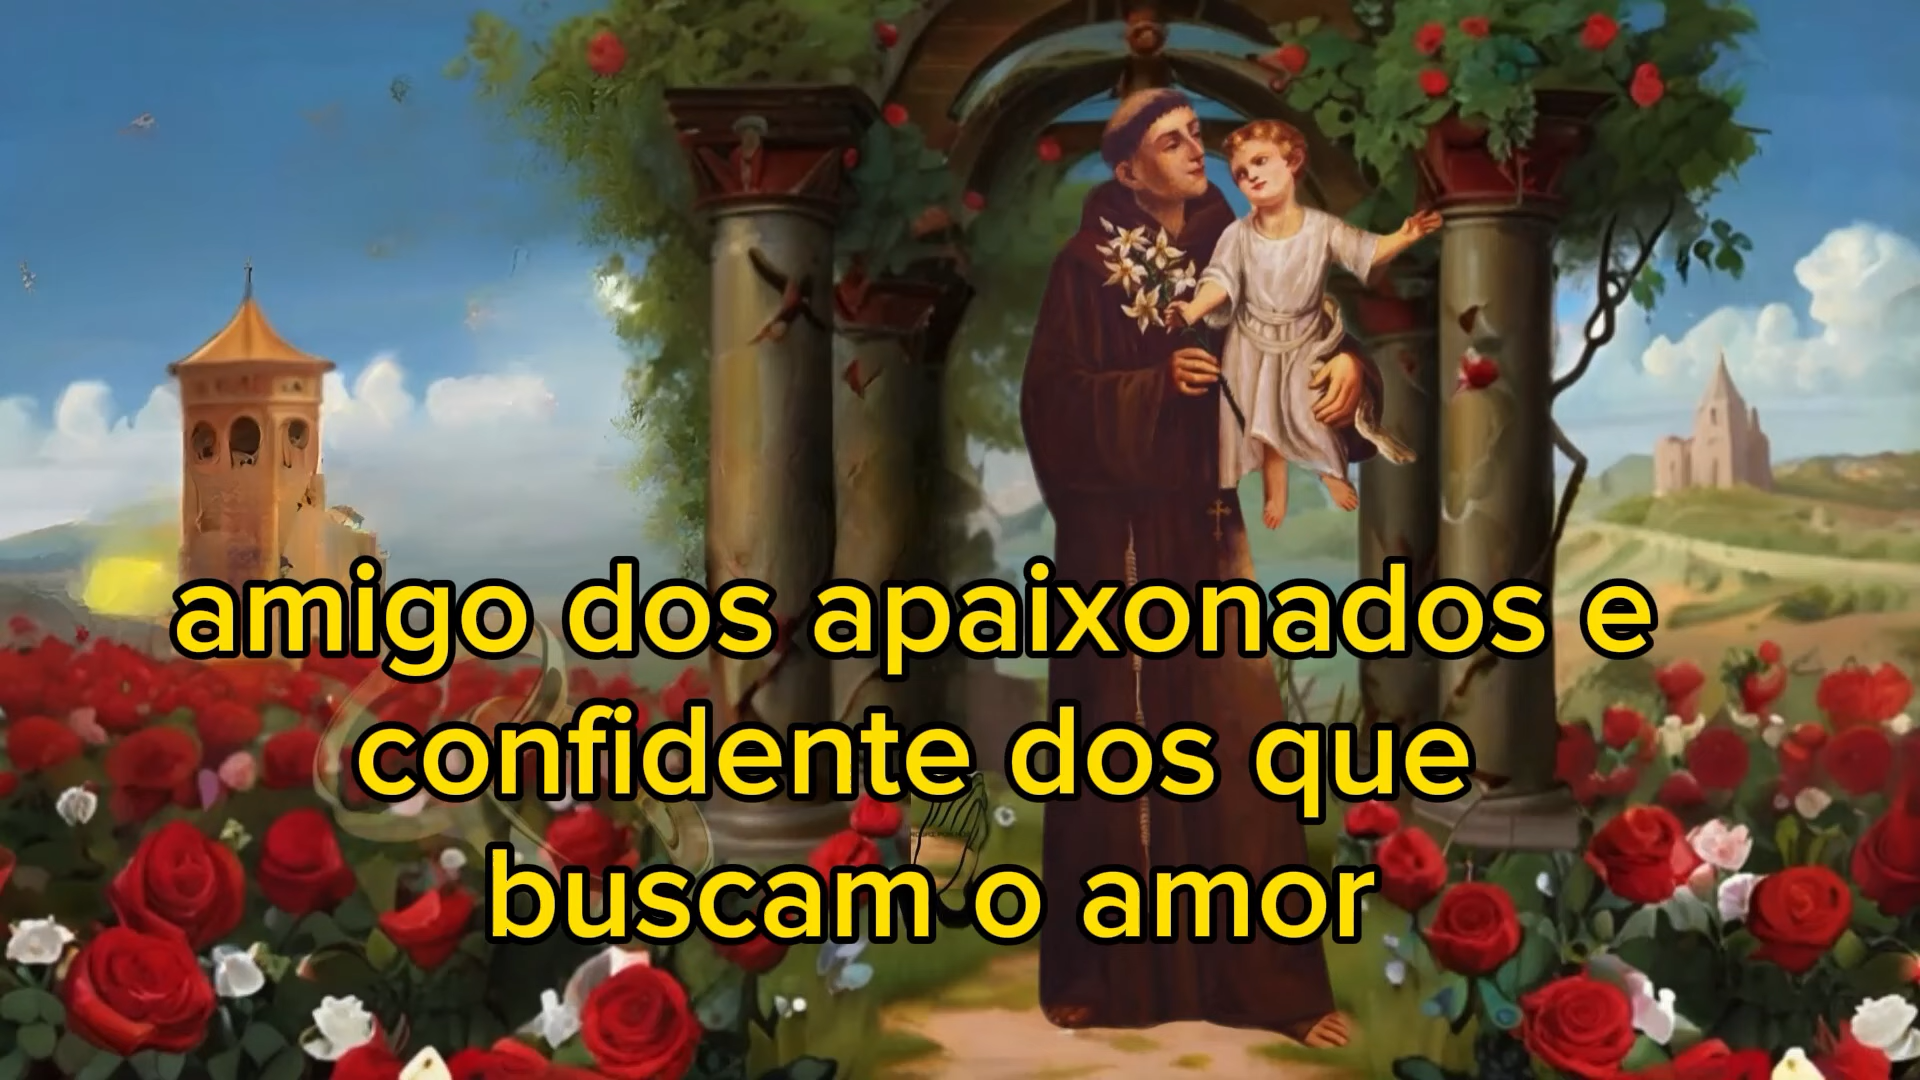 amigo dos apaixonados e
confidente dos que
buscam o amor